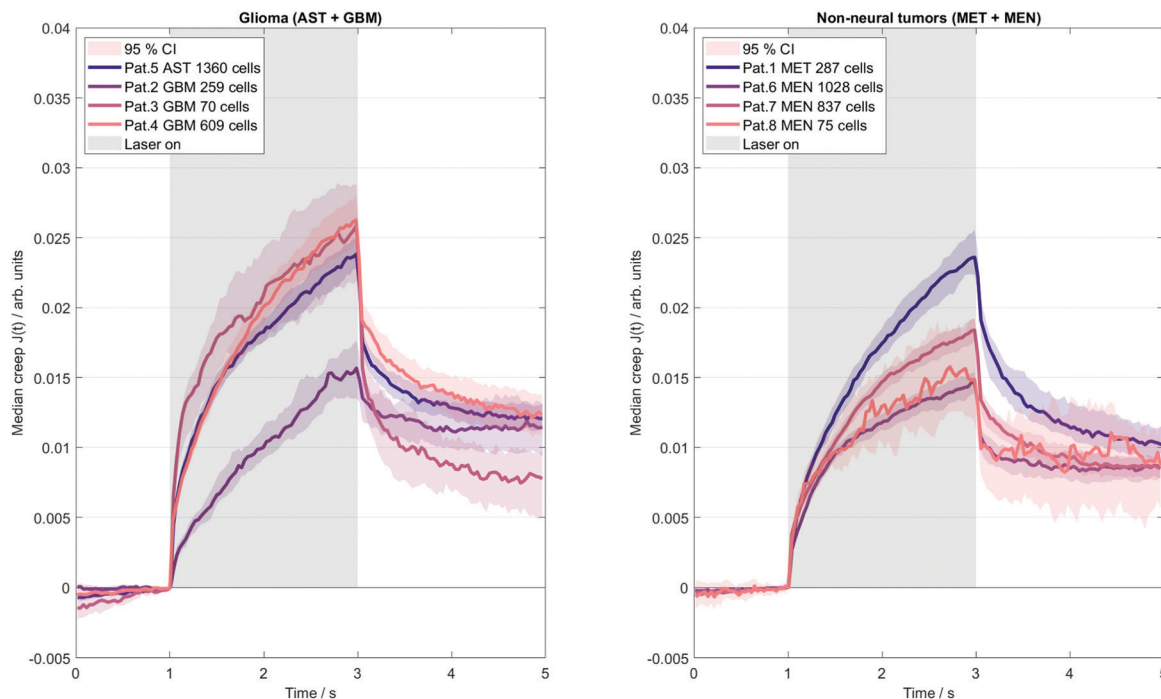 Glioma (AST + GBM)
0.04
0.035
0.03
0.025
0.02
0.015
0.01
0.005
0
-0.005
Median creep J(t) / arb. units
95 % CI
Pat.5 AST 1360 cells
Pat.2 GBM 259 cells
Pat.3 GBM 70 cells
Pat.4 GBM 609 cells
Laser on
0 1 2 3 4 5
Time / s
Non-neural tumors (MET + MEN)
0.04
0.035
0.03
0.025
0.02
0.015
0.01
0.005
0
-0.005
Median creep J(t) / arb. units
95 % CI
Pat.1 MET 287 cells
Pat.6 MEN 1028 cells
Pat.7 MEN 837 cells
Pat.8 MEN 75 cells
Laser on
0 1 2 3 4 5
Time / s